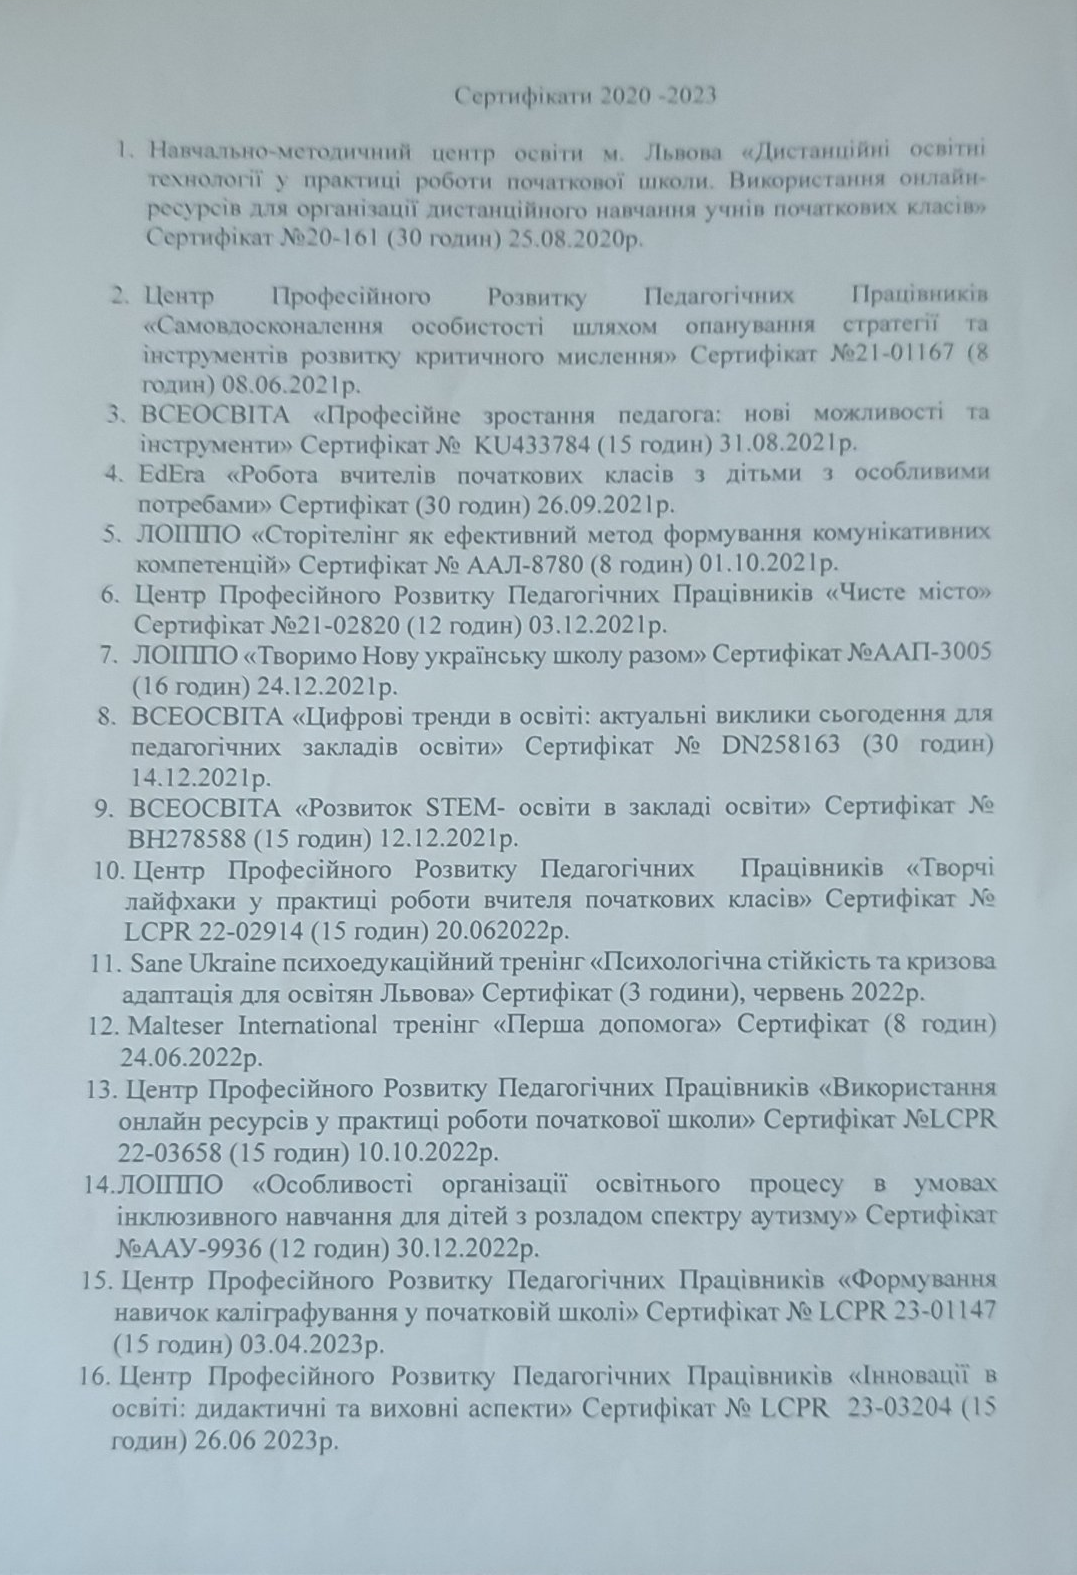 Сертифікати 2020 -2023
1. Навчально-методичний центр освіти м. Львова «Дистанційні освітні
технології у практиці роботи початкової школи. Використання онлайн-
ресурсів для організації дистанційного навчання учнів початкових класів»
Сертифікат №20-161 (30 годин) 25.08.2020р.
2. Центр Професійного Розвитку Педагогічних Працівників
«Самовдосконалення особистості шляхом опанування стратегії та
інструментів розвитку критичного мислення» Сертифікат №21-01167 (8
годин) 08.06.2021р.
3. ВСЕОСВІТА «Професійне зростання педагога: нові можливості та
інструменти» Сертифікат № KU433784 (15 годин) 31.08.2021р.
4. EdEra «Робота вчителів початкових класів з дітьми з особливими
потребами» Сертифікат (30 годин) 26.09.2021р.
5. ЛОІППО «Сторітелінг як ефективний метод формування комунікативних
компетенцій» Сертифікат № ААЛ-8780 (8 годин) 01.10.2021р.
6. Центр Професійного Розвитку Педагогічних Працівників «Чисте місто»
Сертифікат №21-02820 (12 годин) 03.12.2021р.
7. ЛОІППО «Творимо Нову українську школу разом» Сертифікат №ААП-3005
(16 годин) 24.12.2021р.
8. ВСЕОСВІТА «Цифрові тренди в освіті: актуальні виклики сьогодення для
педагогічних закладів освіти» Сертифікат № DN258163 (30 годин)
14.12.2021р.
9. ВСЕОСВІТА «Розвиток STEM- освіти в закладі освіти» Сертифікат №
ВН278588 (15 годин) 12.12.2021р.
10. Центр Професійного Розвитку Педагогічних Працівників «Творчі
лайфхаки у практиці роботи вчителя початкових класів» Сертифікат №
LCPR 22-02914 (15 годин) 20.062022р.
11. Sane Ukraine психоедукаційний тренінг «Психологічна стійкість та кризова
адаптація для освітян Львова» Сертифікат (3 години), червень 2022р.
12. Malteser International тренінг «Перша допомога» Сертифікат (8 годин)
24.06.2022р.
13. Центр Професійного Розвитку Педагогічних Працівників «Використання
онлайн ресурсів у практиці роботи початкової школи» Сертифікат №LCPR
22-03658 (15 годин) 10.10.2022р.
14.ЛОІППО «Особливості організації освітнього процесу в умовах
інклюзивного навчання для дітей з розладом спектру аутизму» Сертифікат
№ААУ-9936 (12 годин) 30.12.2022р.
15. Центр Професійного Розвитку Педагогічних Працівників «Формування
навичок каліграфування у початковій школі» Сертифікат № LCPR 23-01147
(15 годин) 03.04.2023р.
16. Центр Професійного Розвитку Педагогічних Працівників «Інновації в
освіті: дидактичні та виховні аспекти» Сертифікат № LCPR 23-03204 (15
годин) 26.06 2023р.